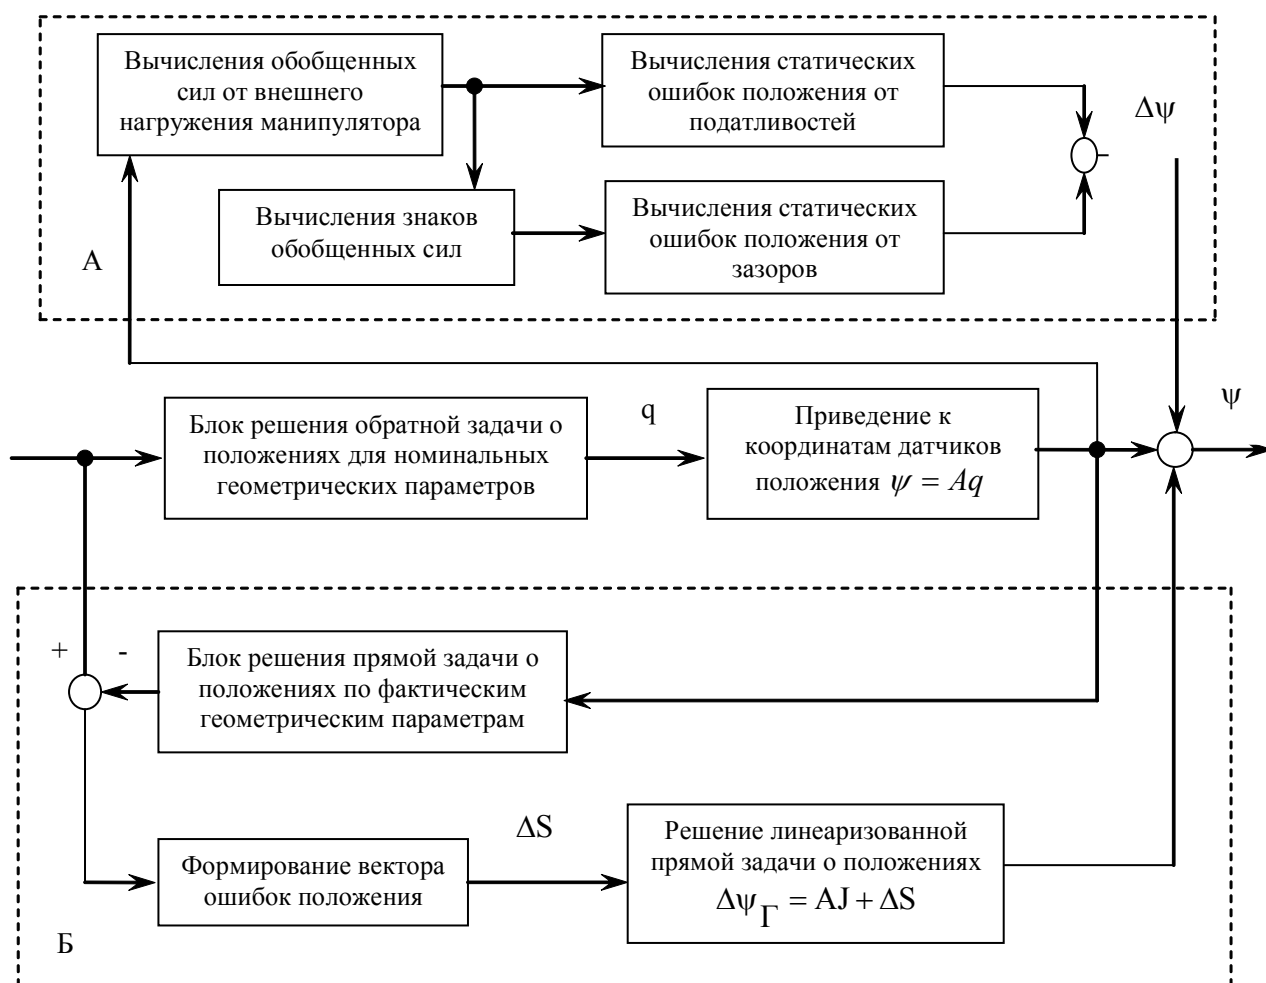 Вычисления обобщенных
сил от внешнего
нагружения манипулятора
Вычисления статических
ошибок положения от
податливостей
Δψ
Вычисления знаков
обобщенных сил
Вычисления статических
ошибок положения от
зазоров
А
Блок решения обратной задачи о
положениях для номинальных
геометрических параметров
q
Приведение к
координатам датчиков
положения ψ = Aq
ψ
+ -
Блок решения прямой задачи о
положениях по фактическим
геометрическим параметрам
Формирование вектора
ошибок положения
ΔS
Решение линеаризованной
прямой задачи о положениях
Δψ_Г = AJ + ΔS
Б